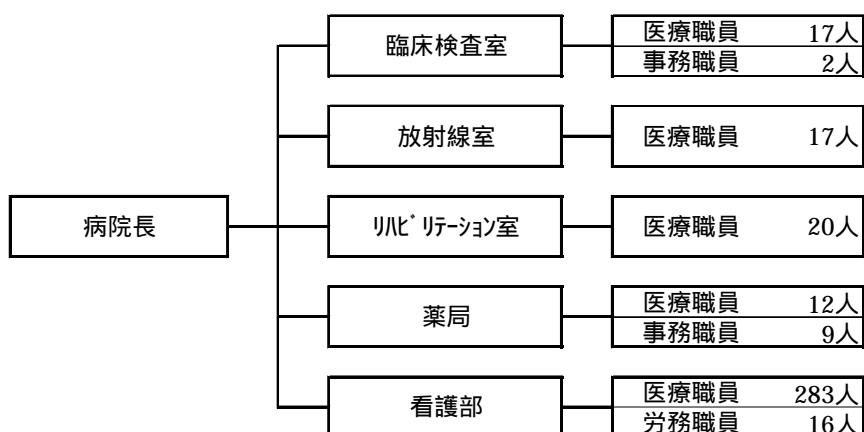 臨床検査室
医療職員 17人
事務職員 2人
放射線室
医療職員 17人
病院長
ﾘﾊﾋﾞﾘﾃｰｼｮﾝ室
医療職員 20人
薬局
医療職員 12人
事務職員 9人
看護部
医療職員 283人
労務職員 16人